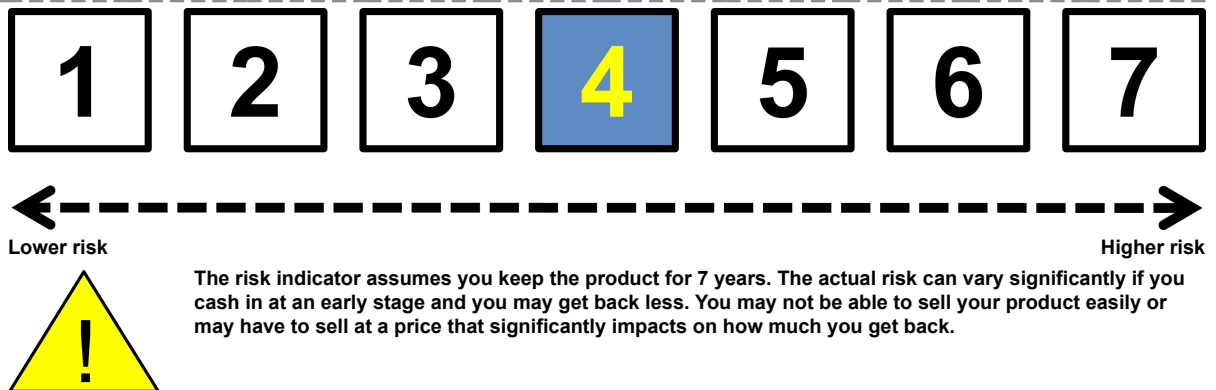 1 2 3 4 5 6 7
Lower risk Higher risk
The risk indicator assumes you keep the product for 7 years. The actual risk can vary significantly if you
cash in at an early stage and you may get back less. You may not be able to sell your product easily or
may have to sell at a price that significantly impacts on how much you get back.
!